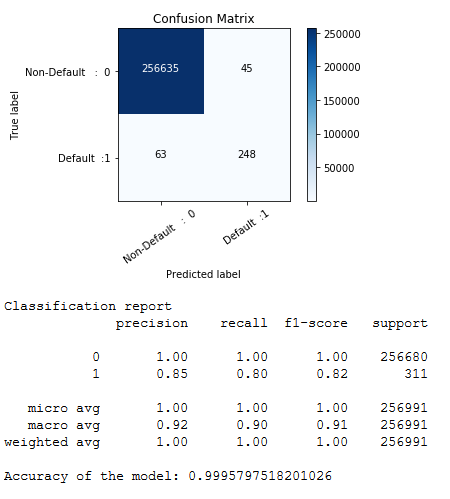 Confusion Matrix
True label
Non-Default : 0
256635 45
Default :1
63 248
Non-Default : 0
Default :1
Predicted label
250000
200000
150000
100000
50000
Classification report
precision recall f1-score support
0 1.00 1.00 1.00 256680
1 0.85 0.80 0.82 311
micro avg 1.00 1.00 1.00 256991
macro avg 0.92 0.90 0.91 256991
weighted avg 1.00 1.00 1.00 256991
Accuracy of the model: 0.9995797518201026